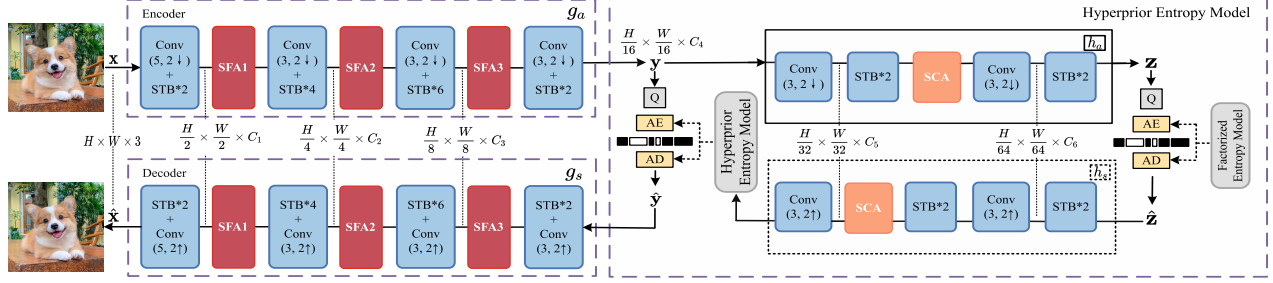 Encoder
g_a
x
Conv
(5, 2↓)
+
STB*2
SFA1
Conv
(3, 2↓)
+
STB*4
SFA2
Conv
(3, 2↓)
+
STB*6
SFA3
Conv
(3, 2↓)
+
STB*2
H × W × 3
H/2 × W/2 × C_1
H/4 × W/4 × C_2
H/8 × W/8 × C_3
Decoder
g_s
x̂
STB*2
+
Conv
(5, 2↑)
SFA1
STB*4
+
Conv
(3, 2↑)
SFA2
STB*6
+
Conv
(3, 2↑)
SFA3
STB*2
+
Conv
(3, 2↑)
Hyperprior Entropy Model
H/16 × W/16 × C_4
y
Q
AE
AD
ŷ
Hyperprior
Entropy Model
h_a
Conv
(3, 2↓)
STB*2
SCA
Conv
(3, 2↓)
STB*2
z
Q
AE
AD
ẑ
Factorized
Entropy Model
H/32 × W/32 × C_5
H/64 × W/64 × C_6
h_s
Conv
(3, 2↑)
SCA
STB*2
Conv
(3, 2↑)
STB*2